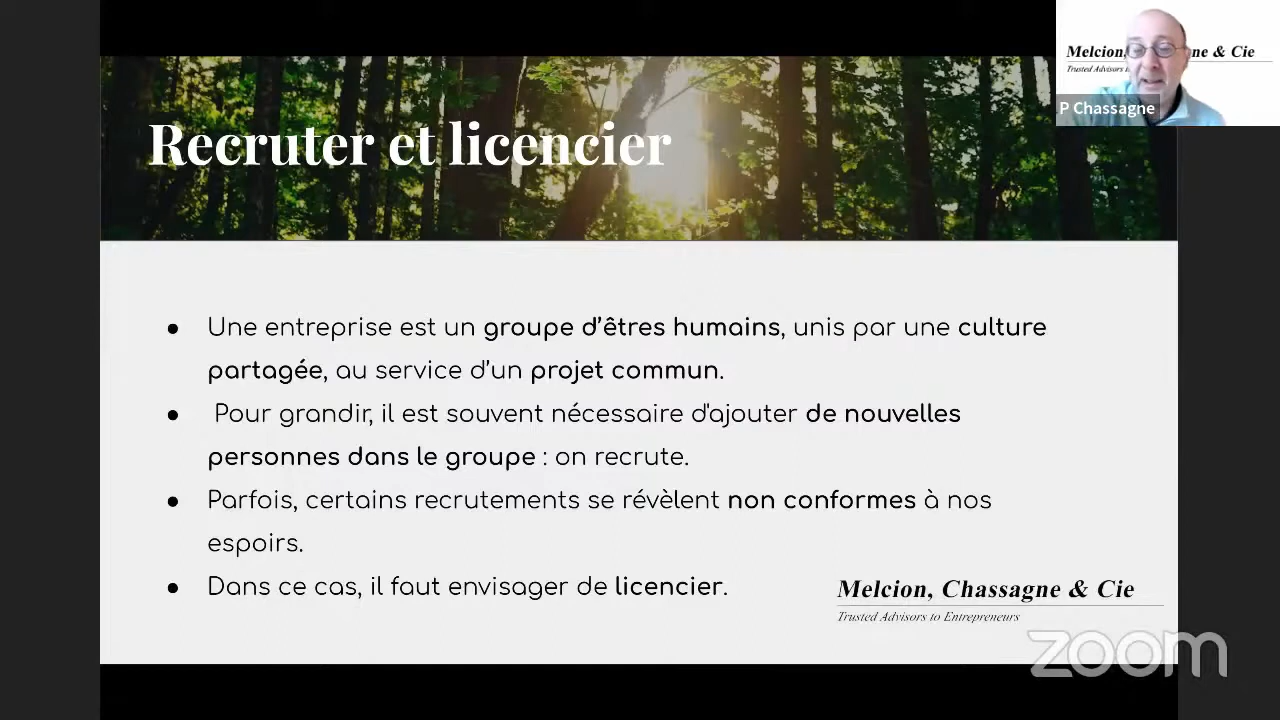 Melcion, ne & Cie
Trusted Advisors
P Chassagne
Recruter et licencier
● Une entreprise est un groupe d’êtres humains, unis par une culture
partagée, au service d’un projet commun.
● Pour grandir, il est souvent nécessaire d'ajouter de nouvelles
personnes dans le groupe : on recrute.
● Parfois, certains recrutements se révèlent non conformes à nos
espoirs.
● Dans ce cas, il faut envisager de licencier.
Melcion, Chassagne & Cie
Trusted Advisors to Entrepreneurs
zoom